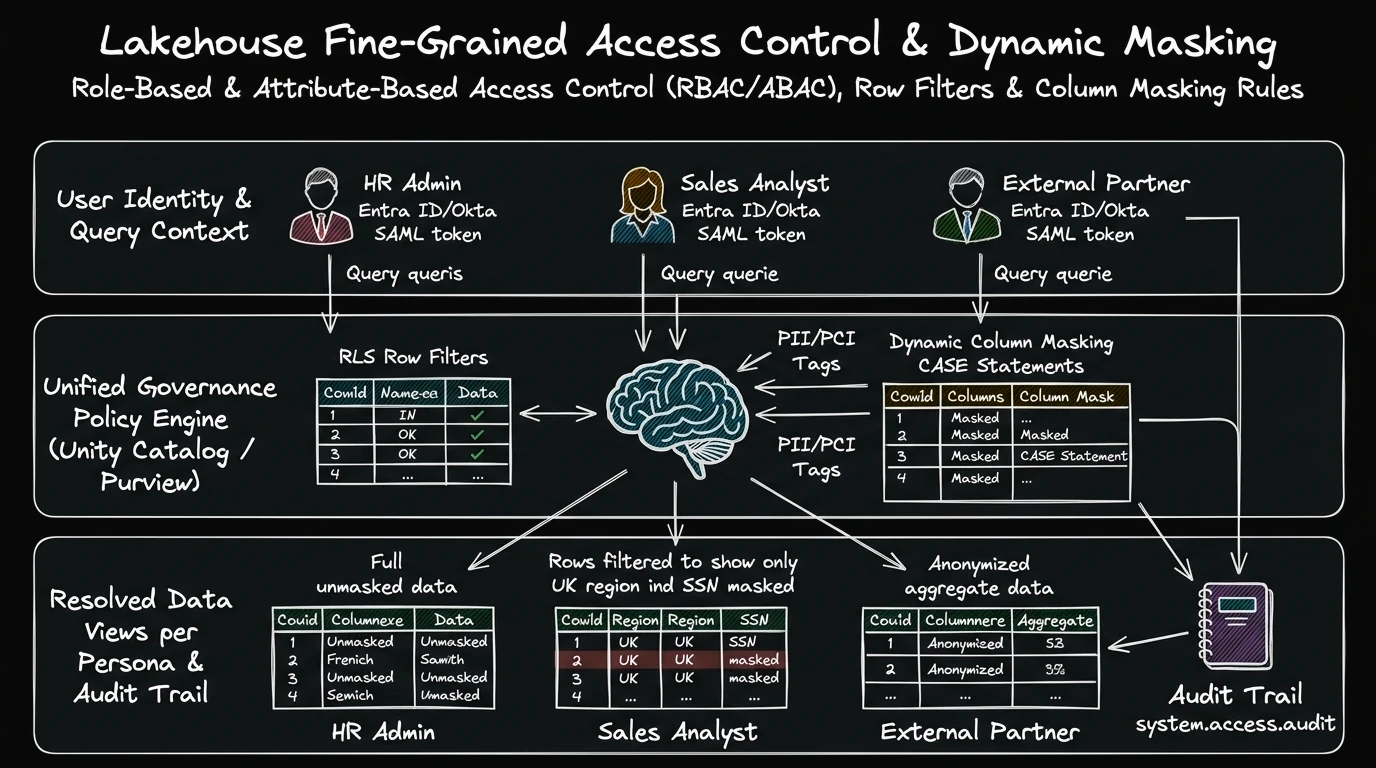 Lakehouse Fine-Grained Access Control & Dynamic Masking
Role-Based & Attribute-Based Access Control (RBAC/ABAC), Row Filters & Column Masking Rules
User Identity &
Query Context
HR Admin
Entra ID/Okta
SAML token
Query queris
Sales Analyst
Entra ID/Okta
SAML token
Query querie
External Partner
Entra ID/Okta
SAML token
Query querie
Unified Governance
Policy Engine
(Unity Catalog /
Purview)
RLS Row Filters
CowId Name-ea Data
1 IN ✓
2 OK ✓
3 OK ✓
4 ... ...
PII/PCI
Tags
PII/PCI
Tags
Dynamic Column Masking
CASE Statements
CowId Columns Column Mask
1 Masked ...
2 Masked Masked
3 Masked CASE Statement
4 Masked ...
Resolved Data
Views per
Persona &
Audit Trail
Full
unmasked data
Couid Columnexe Data
1 Unmasked Unmasked
2 Frenich
3 Unmasked Unmasked
4 Semich Umasked
HR Admin
Rows filtered to show only
UK region ind SSN masked
CowId Region Region SSN
1 UK UK SSN
2 UK UK masked
3 UK UK masked
4 ... ... ...
Sales Analyst
Anonymized
aggregate data
Couid Columnnere Aggregate
1 Anonymized
2 Anonymized
... ... ...
External Partner
Audit Trail
system.access.audit